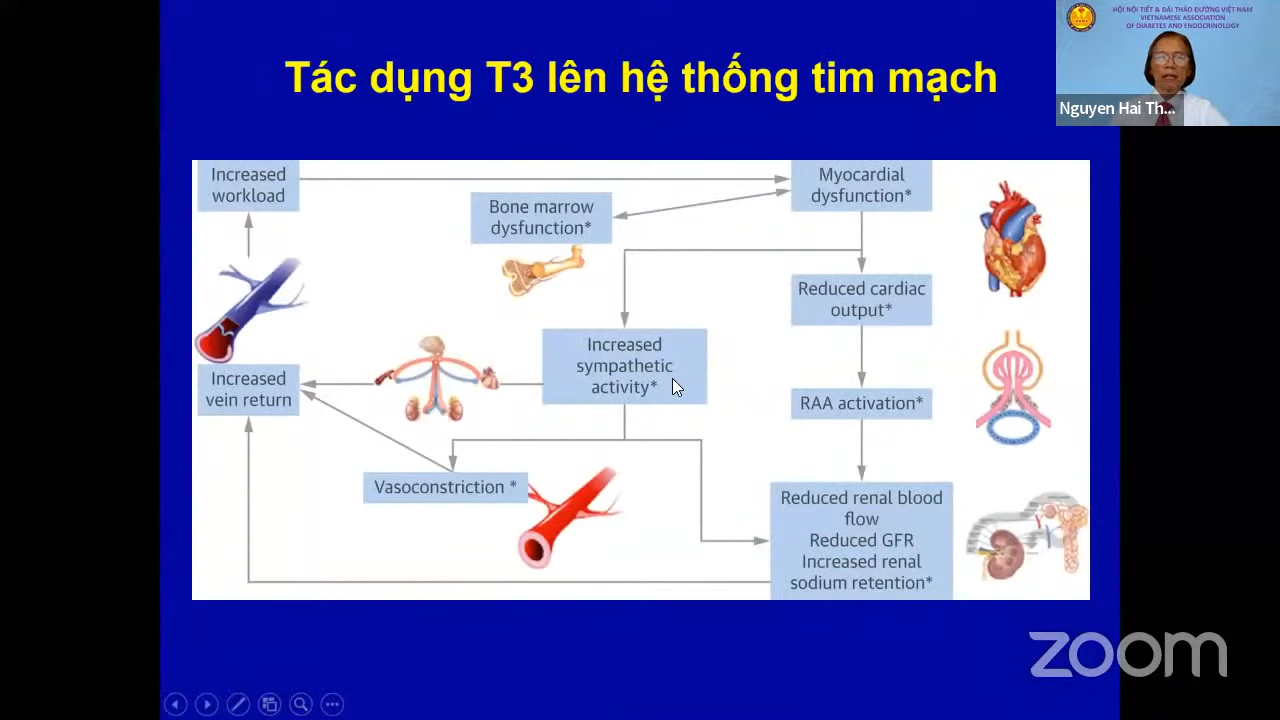 HỘI NỘI TIẾT & ĐÁI THÁO ĐƯỜNG VIỆT NAM
VIETNAMESE ASSOCIATION
OF DIABETES AND ENDOCRINOLOGY
Nguyen Hai Th...
Tác dụng T3 lên hệ thống tim mạch
Increased
workload
Myocardial
dysfunction*
Bone marrow
dysfunction*
Reduced cardiac
output*
Increased
sympathetic
activity*
Increased
vein return
RAA activation*
Vasoconstriction *
Reduced renal blood
flow
Reduced GFR
Increased renal
sodium retention*
zoom